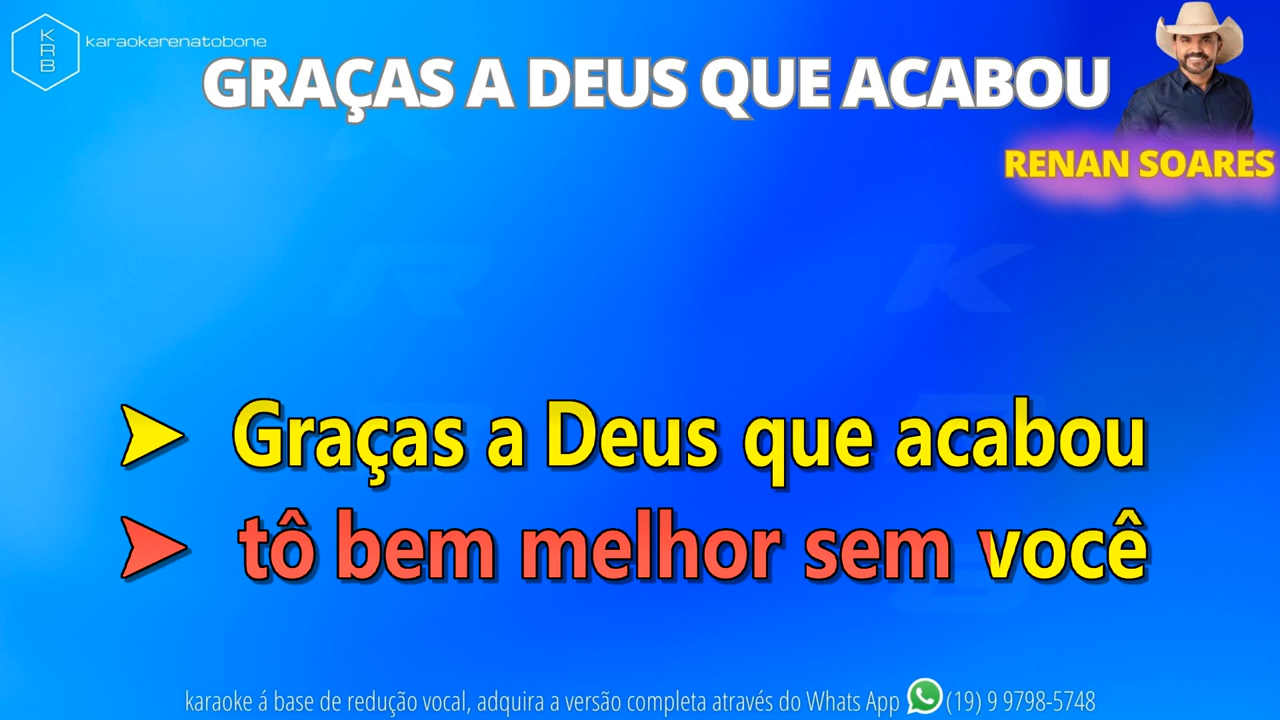 KRB
karaokerenatobone
GRAÇAS A DEUS QUE ACABOU
RENAN SOARES
R K
Graças a Deus que acabou
tô bem melhor sem você
karaoke á base de redução vocal, adquira a versão completa através do Whats App (19) 9 9798-5748